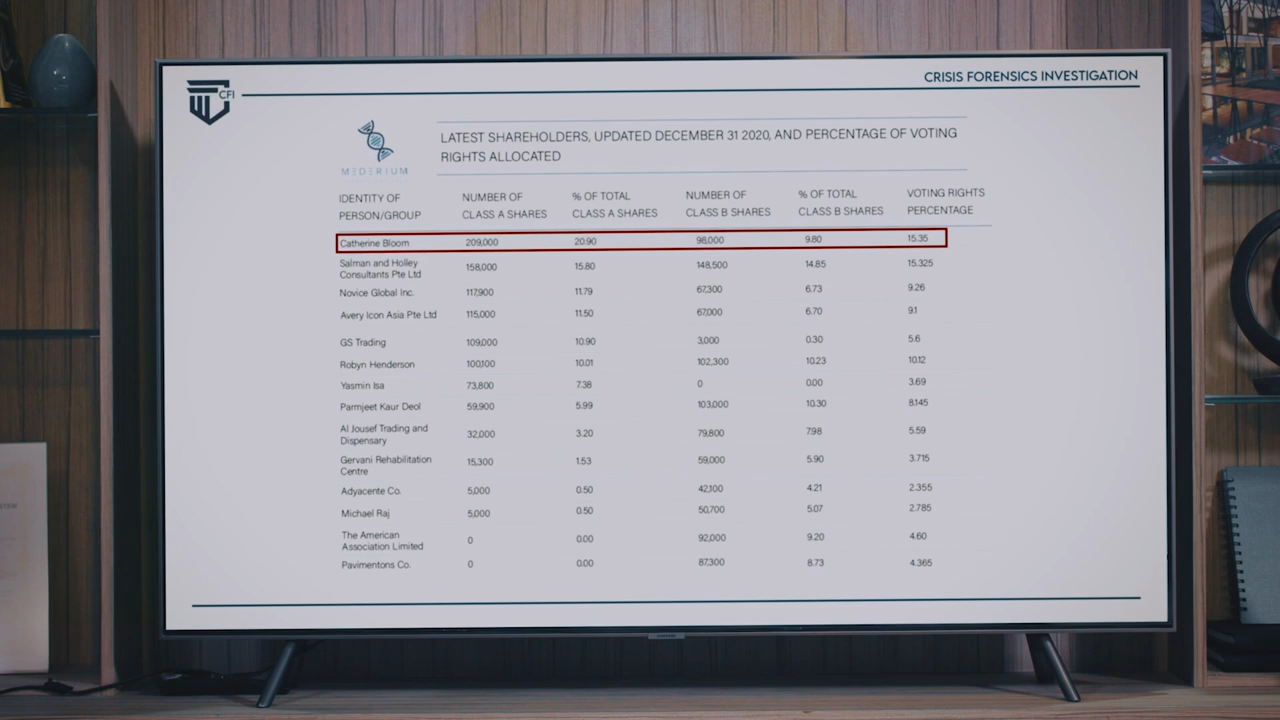 CFI
CRISIS FORENSICS INVESTIGATION
MEDERIUM
LATEST SHAREHOLDERS, UPDATED DECEMBER 31 2020, AND PERCENTAGE OF VOTING
RIGHTS ALLOCATED
IDENTITY OF PERSON/GROUP NUMBER OF CLASS A SHARES % OF TOTAL CLASS A SHARES NUMBER OF CLASS B SHARES % OF TOTAL CLASS B SHARES VOTING RIGHTS PERCENTAGE
Catherine Bloom 209,000 20.90 98,000 9.80 15.35
Salman and Holley Consultants Pte Ltd 158,000 15.80 148,500 14.85 15.325
Novice Global Inc. 117,900 11.79 67,300 6.73 9.26
Avery Icon Asia Pte Ltd 115,000 11.50 67,000 6.70 9.1
GS Trading 109,000 10.90 3,000 0.30 5.6
Robyn Henderson 100,100 10.01 102,300 10.23 10.12
Yasmin Isa 73,800 7.38 0 0.00 3.69
Parmjeet Kaur Deol 59,900 5.99 103,000 10.30 8.145
Al Jousef Trading and Dispensary 32,000 3.20 79,800 7.98 5.59
Gervani Rehabilitation Centre 15,300 1.53 59,000 5.90 3.715
Adyacente Co. 5,000 0.50 42,100 4.21 2.355
Michael Raj 5,000 0.50 50,700 5.07 2.785
The American Association Limited 0 0.00 92,000 9.20 4.60
Pavimentons Co. 0 0.00 87,300 8.73 4.365
SAMSUNG